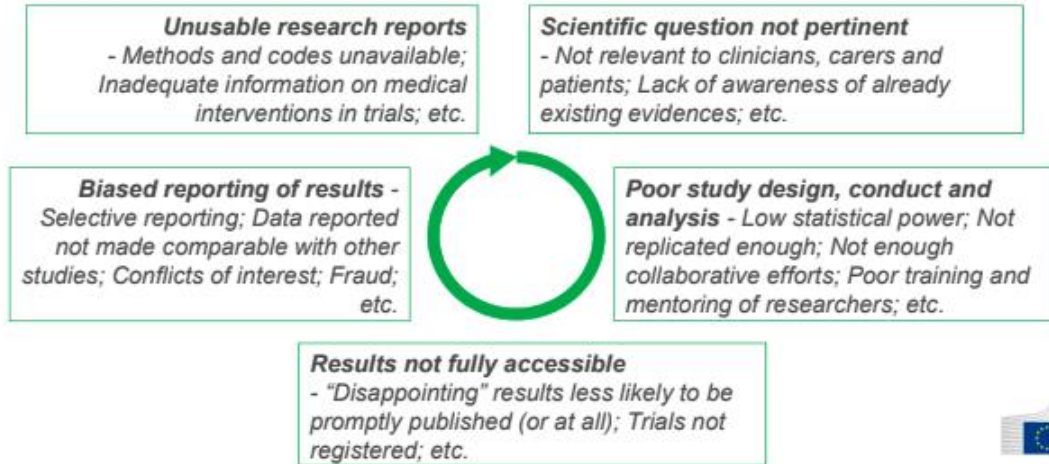 Unusable research reports
- Methods and codes unavailable;
Inadequate information on medical
interventions in trials; etc.
Scientific question not pertinent
- Not relevant to clinicians, carers and
patients; Lack of awareness of already
existing evidences; etc.
Biased reporting of results -
Selective reporting; Data reported
not made comparable with other
studies; Conflicts of interest; Fraud;
etc.
Poor study design, conduct and
analysis - Low statistical power; Not
replicated enough; Not enough
collaborative efforts; Poor training and
mentoring of researchers; etc.
Results not fully accessible
- “Disappointing” results less likely to be
promptly published (or at all); Trials not
registered; etc.